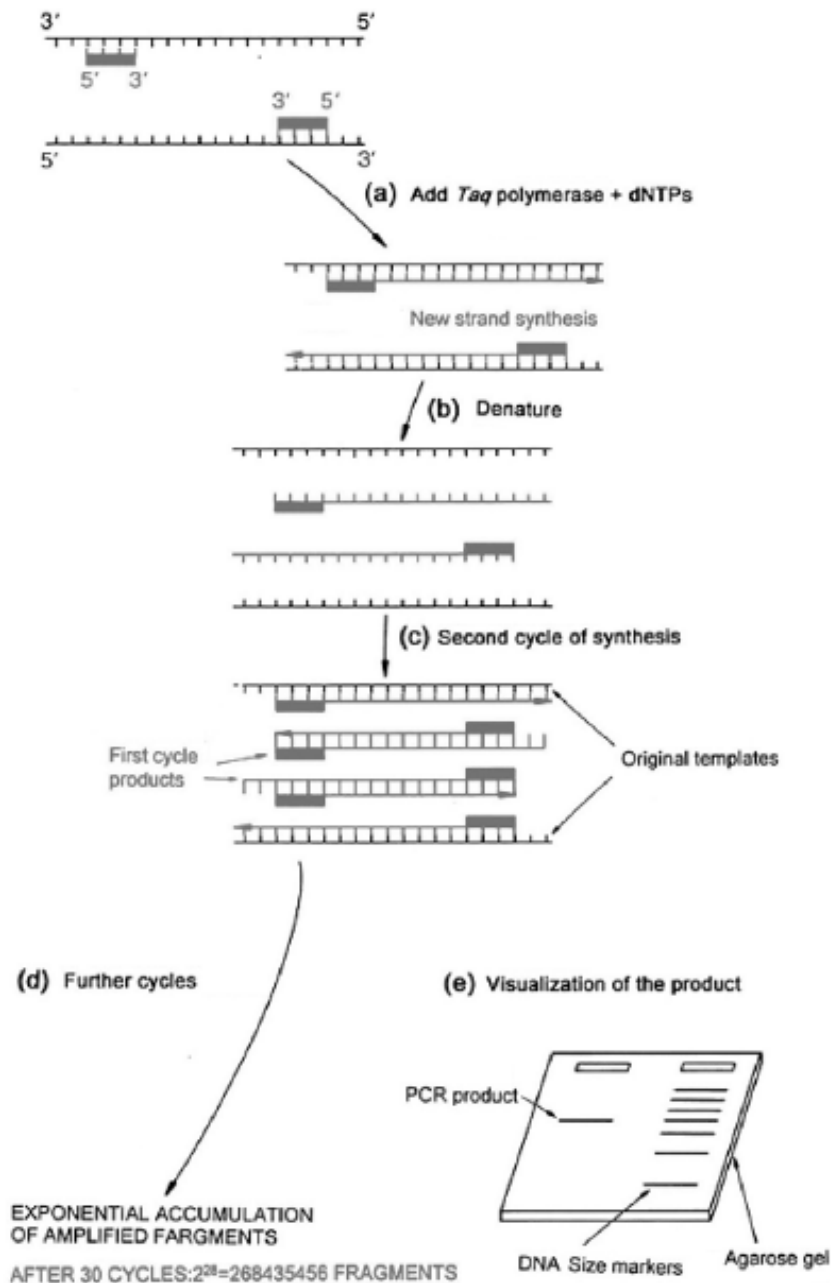 3′ 5′
5′ 3′
3′ 5′
5′ 3′
(a) Add Taq polymerase + dNTPs
New strand synthesis
(b) Denature
(c) Second cycle of synthesis
First cycle
products
Original templates
(d) Further cycles
(e) Visualization of the product
PCR product
EXPONENTIAL ACCUMULATION
OF AMPLIFIED FARGMENTS
AFTER 30 CYCLES:2²⁸=268435456 FRAGMENTS
DNA Size markers
Agarose gel